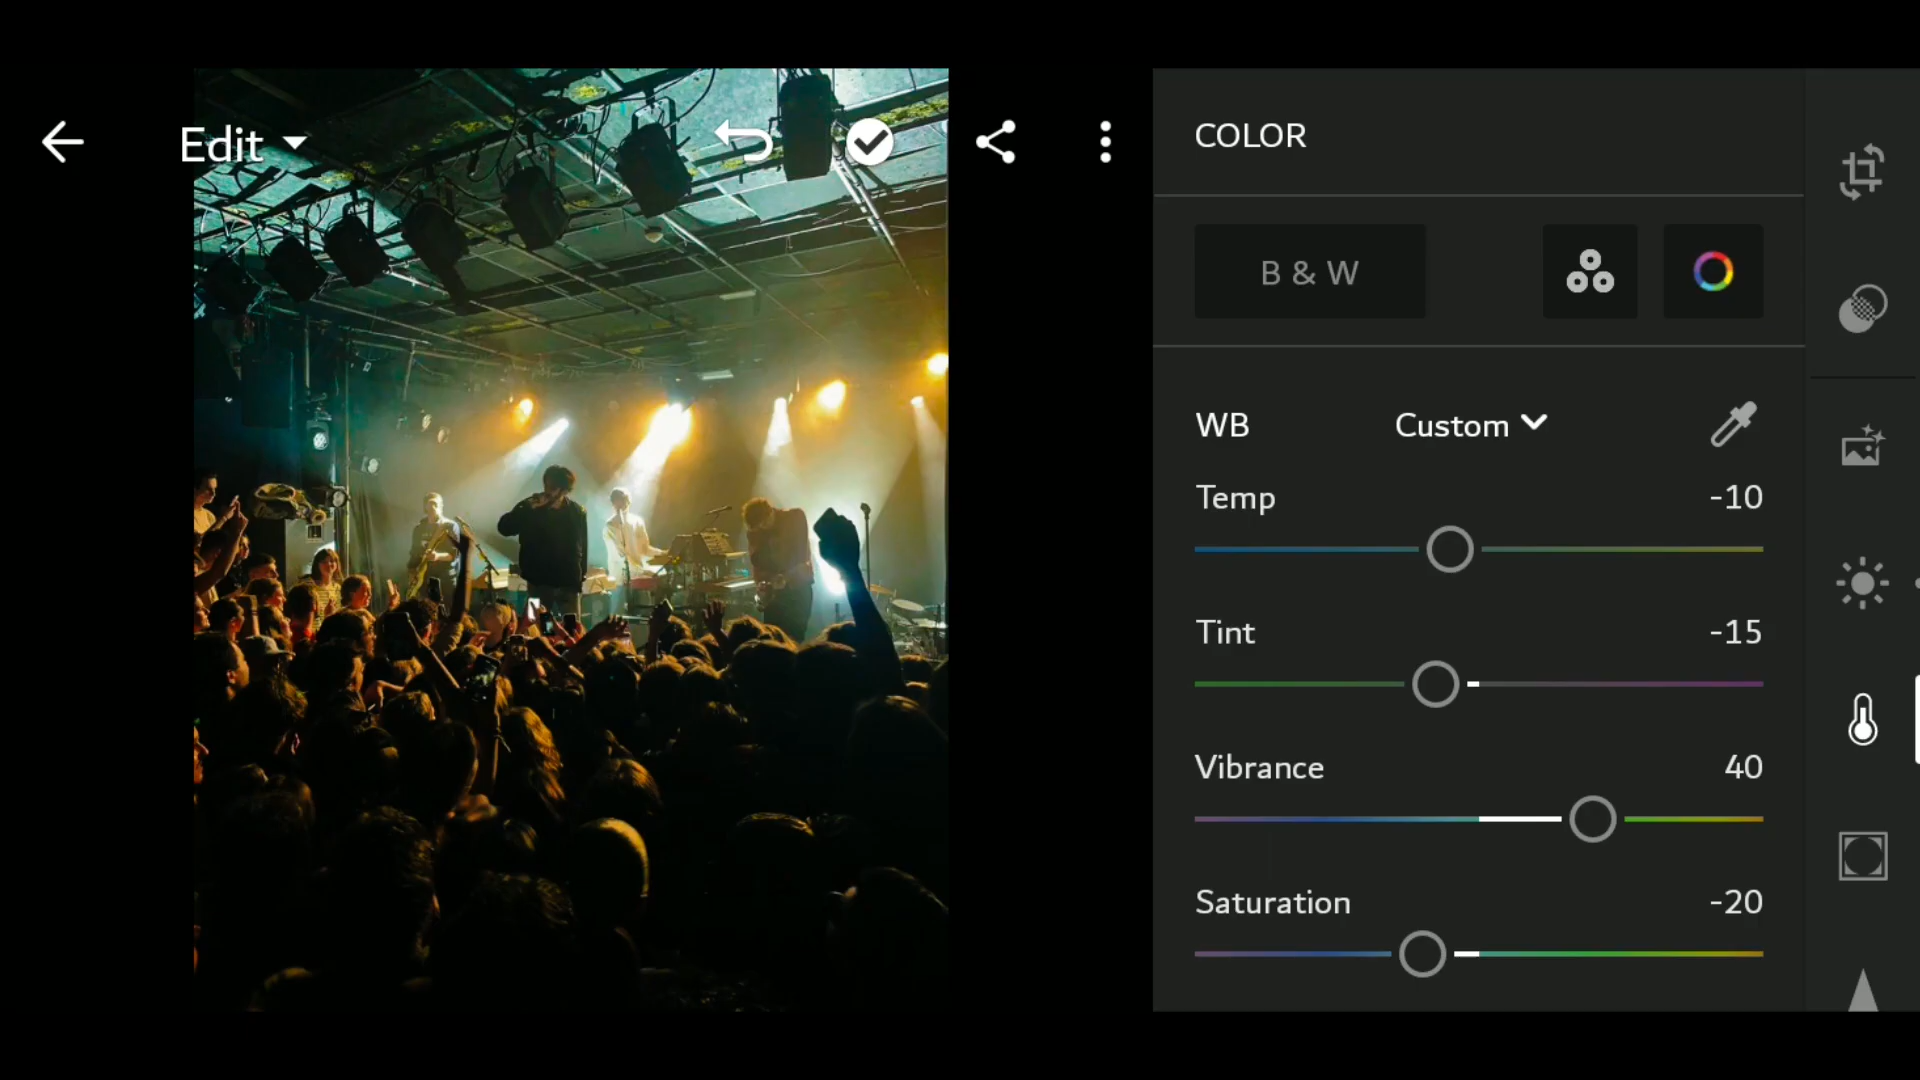 Edit
COLOR
B & W
WB Custom
Temp -10
Tint -15
Vibrance 40
Saturation -20